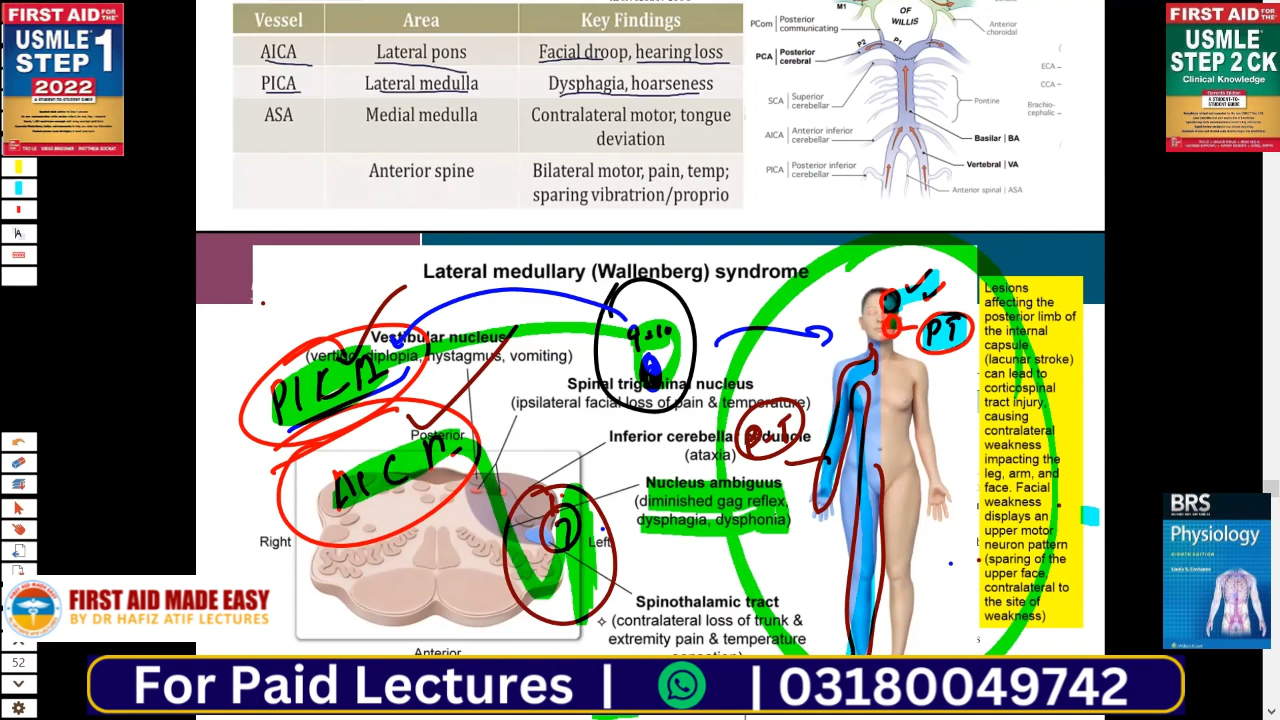 FIRST AID FOR THE
USMLE
STEP 1
2022
A STUDENT-TO-STUDENT GUIDE
Vessel Area Key Findings
AICA Lateral pons Facial droop, hearing loss
PICA Lateral medulla Dysphagia, hoarseness
ASA Medial medulla Contralateral motor, tongue
deviation
Anterior spine Bilateral motor, pain, temp;
sparing vibratrion/proprio
M1
OF
WILLIS
PCom | Posterior
communicating
Anterior
choroidal
P2 P1
PCA | Posterior
cerebral
ECA
CCA
SCA | Superior
cerebellar
Pontine
Brachio-
cephalic
AICA | Anterior inferior
cerebellar
Basilar | BA
PICA | Posterior inferior
cerebellar
Vertebral | VA
Anterior spinal | ASA
FIRST AID FOR THE
USMLE
STEP 2 CK
Clinical Knowledge
Lateral medullary (Wallenberg) syndrome
Vestibular nucleus
(vertigo, diplopia, nystagmus, vomiting)
9 10
Spinal trigeminal nucleus
(ipsilateral facial loss of pain & temperature)
Inferior cerebellar peduncle
(ataxia)
Nucleus ambiguus
(diminished gag reflex,
dysphagia, dysphonia)
Spinothalamic tract
(contralateral loss of trunk &
extremity pain & temperature
Posterior
Right
Left
Anterior
PICA
AICA
7
PT
P-T
Lesions
affecting the
posterior limb of
the internal
capsule
(lacunar stroke)
can lead to
corticospinal
tract injury,
causing
contralateral
weakness
impacting the
leg, arm, and
face. Facial
weakness
displays an
upper motor
neuron pattern
(sparing of the
upper face,
contralateral to
the site of
weakness)
BRS
Physiology
FIRST AID MADE EASY
BY DR HAFIZ ATIF LECTURES
52
For Paid Lectures | | 03180049742